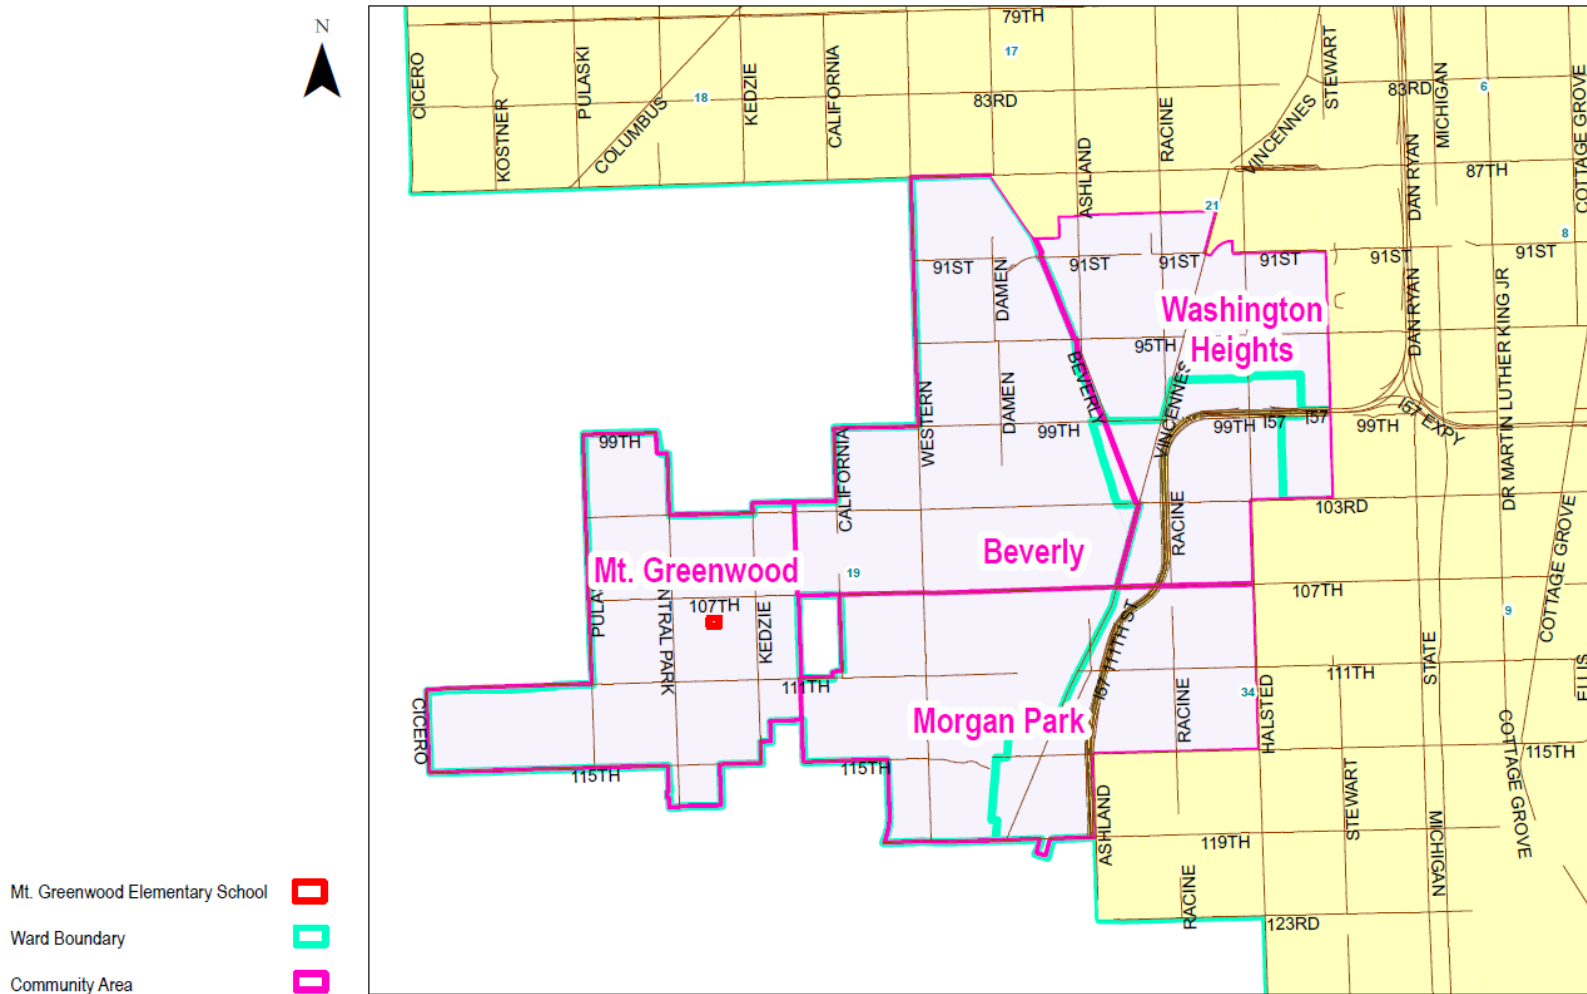 N
79TH
17
CICERO
PULASKI
KEDZIE
CALIFORNIA
STEWART
MICHIGAN
COTTAGE GROVE
18
83RD
83RD
6
KOSTNER
COLUMBUS
RACINE
VINCENNES
ASHLAND
DAN RYAN
87TH
21
8
91ST
91ST
91ST
91ST
91ST
91ST
DAMEN
Washington
Heights
DAN RYAN
DR MARTIN LUTHER KING JR
95TH
BEVERLY
VINCENNES
WESTERN
DAMEN
99TH
CALIFORNIA
99TH
99TH
I57
I57
99TH
I57 EXPY
RACINE
103RD
COTTAGE GROVE
Beverly
Mt. Greenwood
19
107TH
107TH
NTRAL PARK
KEDZIE
9
I57 111TH ST
STATE
ELLIS
111TH
111TH
34
CICERO
Morgan Park
RACINE
HALSTED
COTTAGE GROVE
115TH
115TH
115TH
ASHLAND
STEWART
MICHIGAN
119TH
RACINE
123RD
Mt. Greenwood Elementary School
Ward Boundary
Community Area